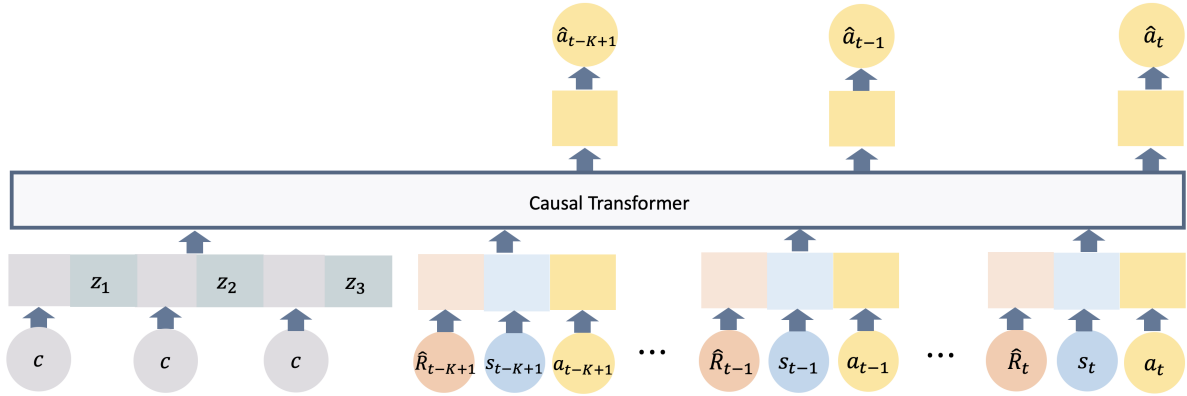 â_{t−K+1} â_{t−1} â_t
Causal Transformer
z_1 z_2 z_3
c c c R̂_{t−K+1} s_{t−K+1} a_{t−K+1} ... R̂_{t−1} s_{t−1} a_{t−1} ... R̂_t s_t a_t